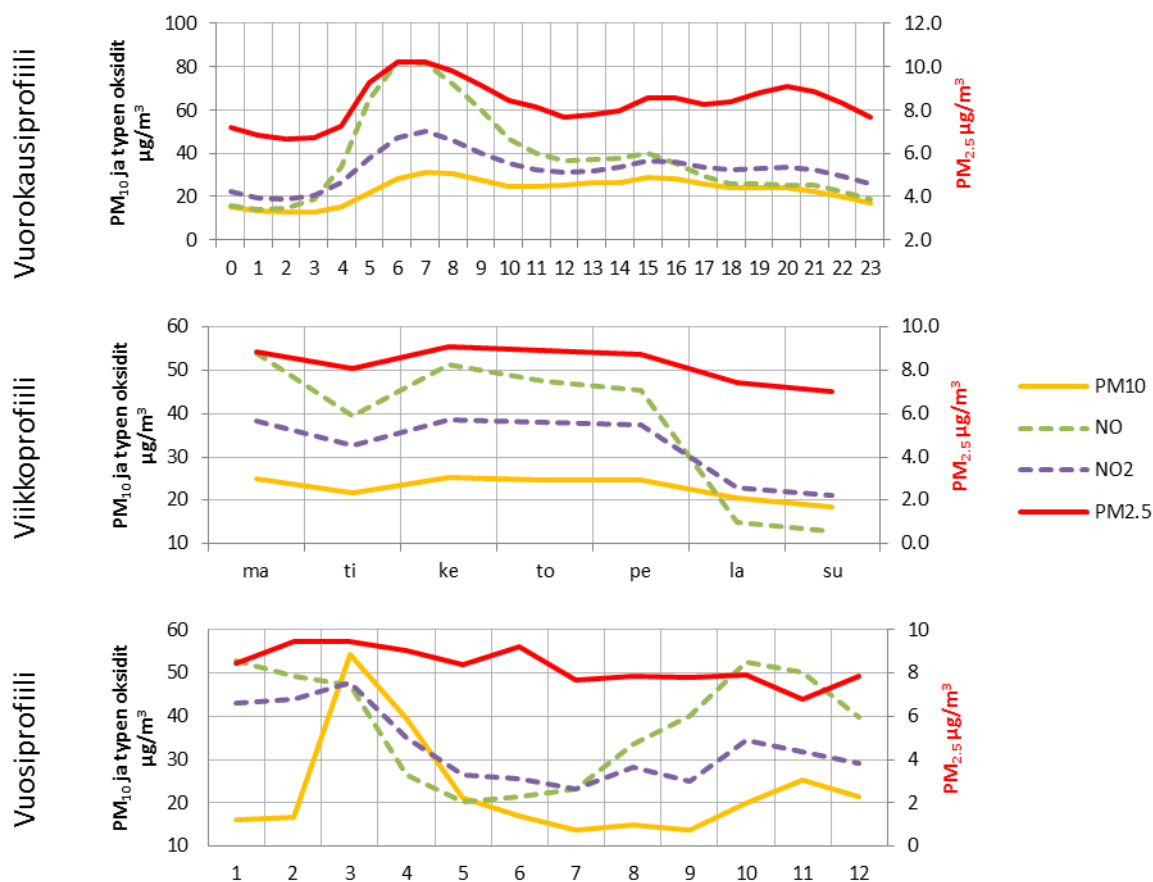 Vuorokausiprofiili
PM10 ja typen oksidit
µg/m³
100
80
60
40
20
0
12.0
10.0
8.0
6.0
4.0
2.0
PM2.5 µg/m³
0 1 2 3 4 5 6 7 8 9 10 11 12 13 14 15 16 17 18 19 20 21 22 23
Viikkoprofiili
PM10 ja typen oksidit
µg/m³
60
50
40
30
20
10
10.0
8.0
6.0
4.0
2.0
0.0
PM2.5 µg/m³
ma ti ke to pe la su
PM10
NO
NO2
PM2.5
Vuosiprofiili
PM10 ja typen oksidit
µg/m³
60
50
40
30
20
10
10
8
6
4
2
0
PM2.5 µg/m³
1 2 3 4 5 6 7 8 9 10 11 12